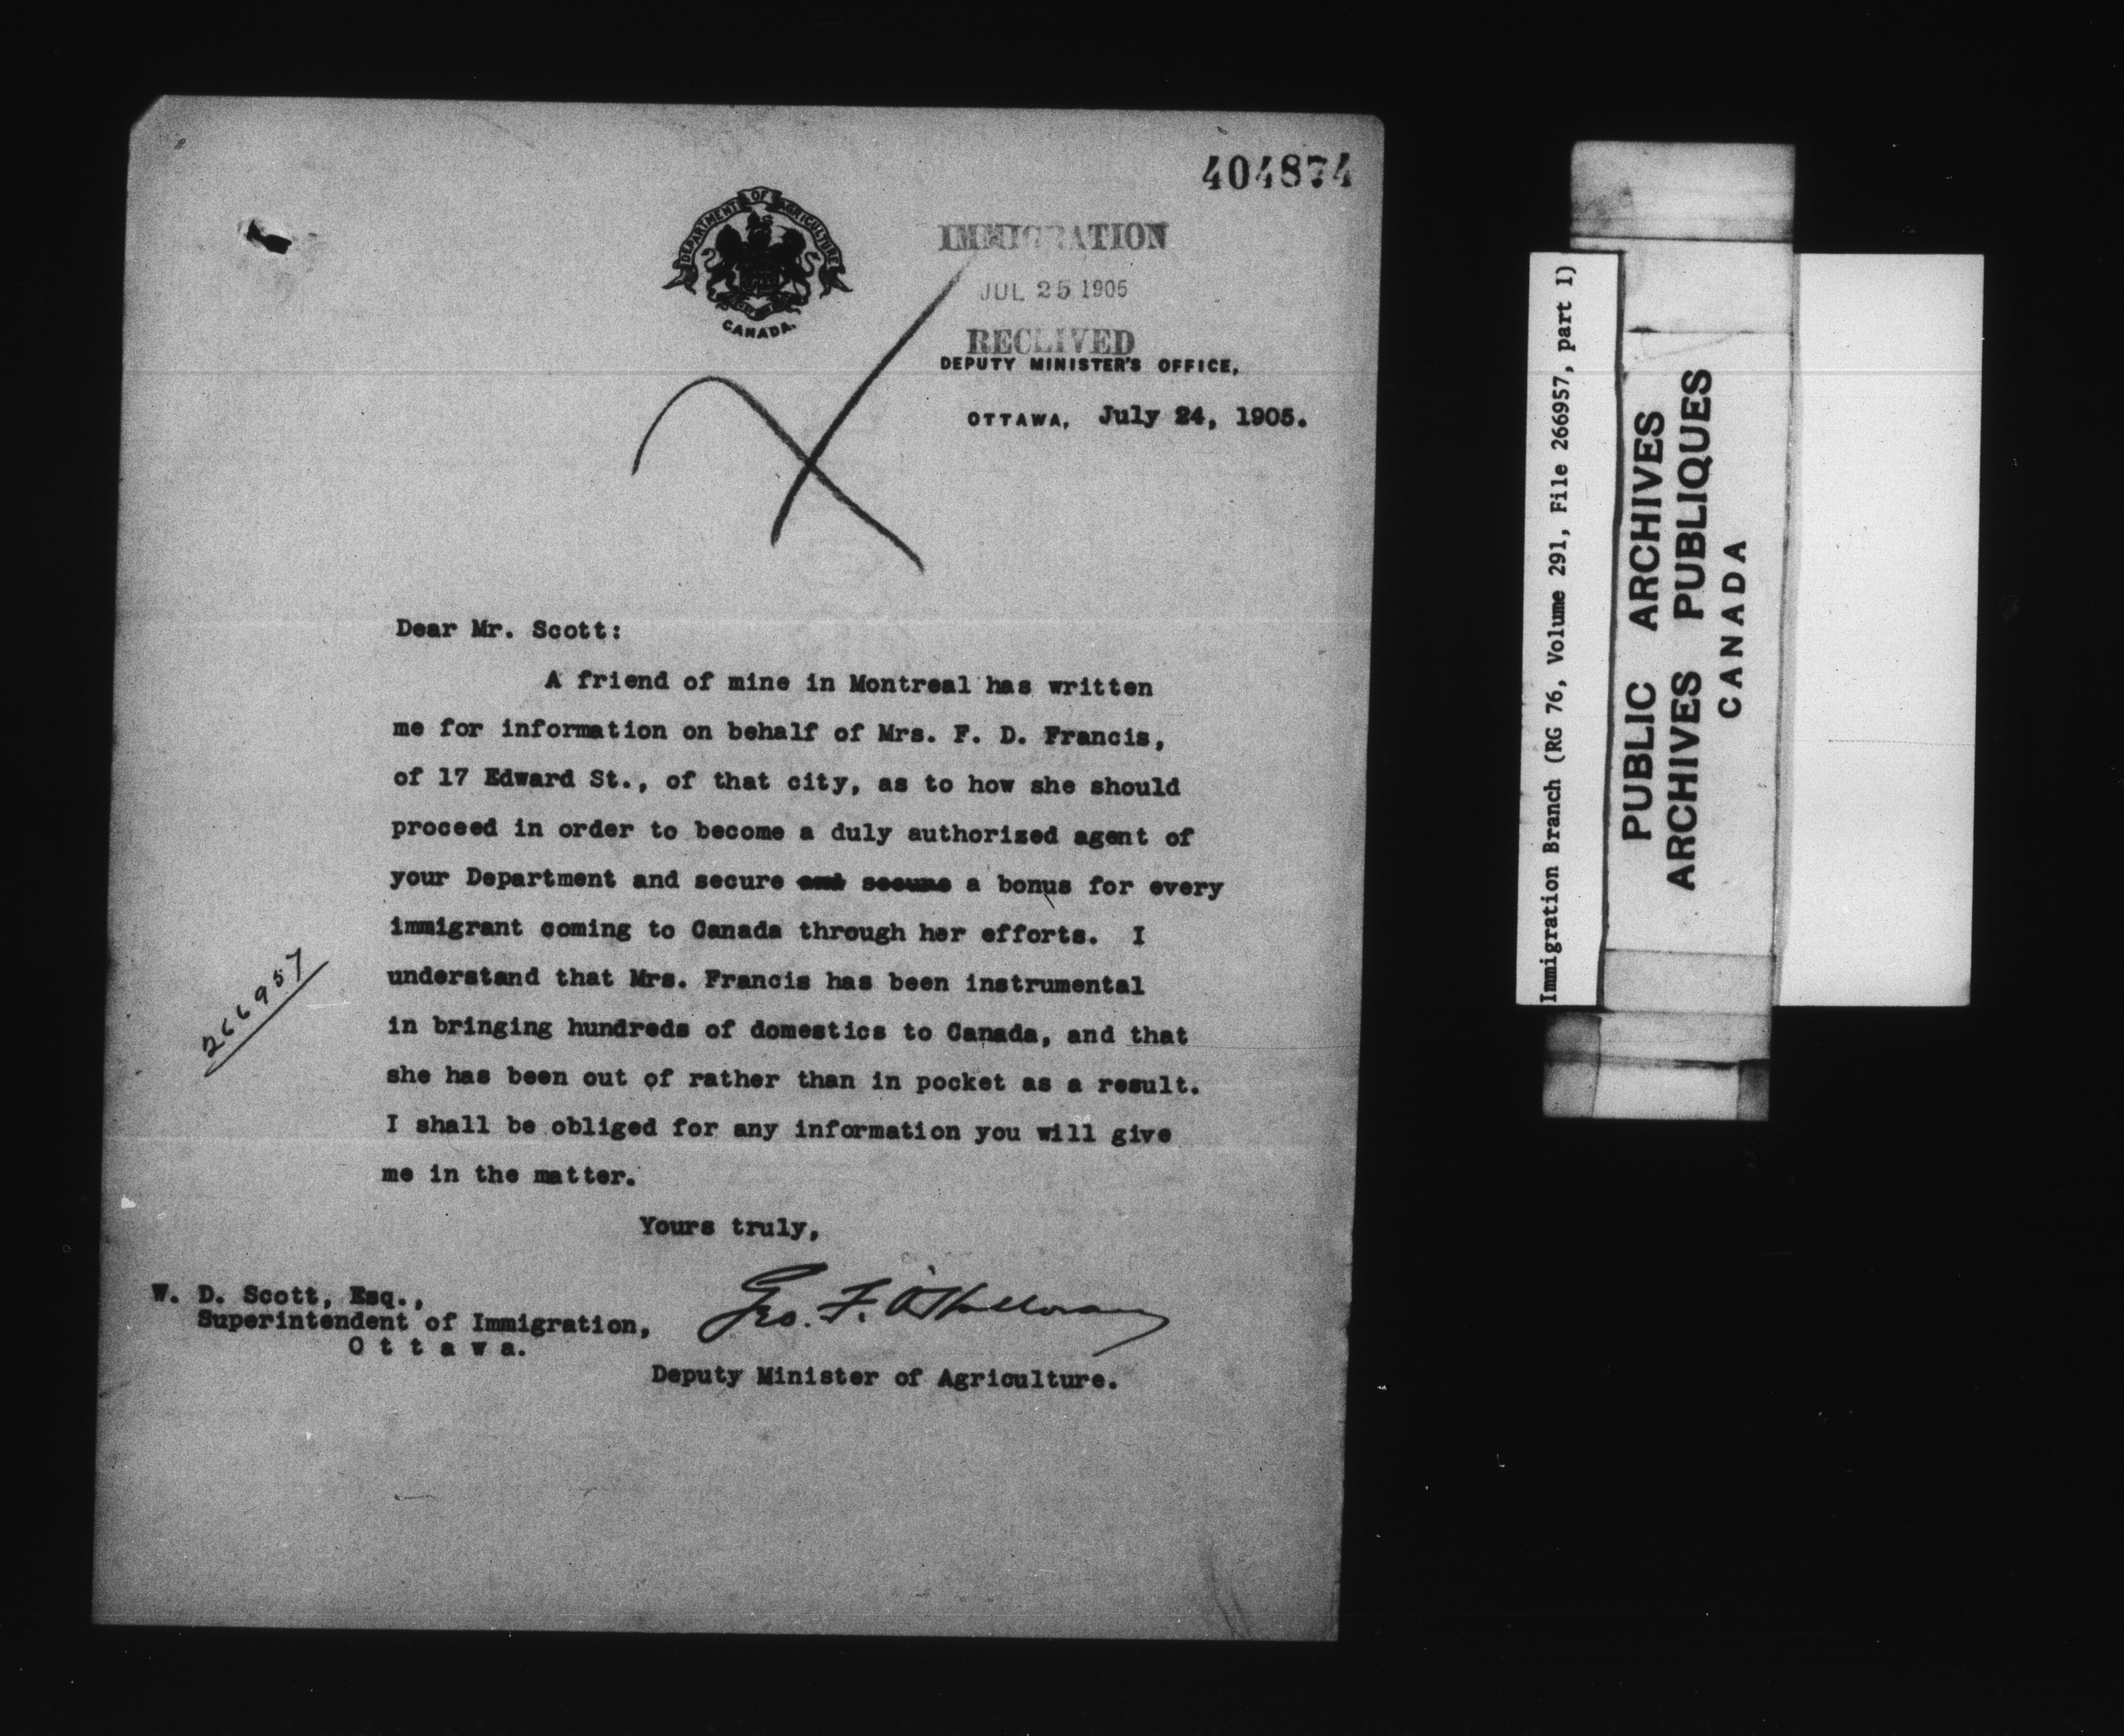 404874
DEPARTMENT OF AGRICULTURE
CANADA.
IMMIGRATION
JUL 25 1905
RECEIVED
DEPUTY MINISTER'S OFFICE,
OTTAWA, July 24, 1905.
Dear Mr. Scott:
A friend of mine in Montreal has written
me for information on behalf of Mrs. F. D. Francis,
of 17 Edward St., of that city, as to how she should
proceed in order to become a duly authorized agent of
your Department and secure and secure a bonus for every
immigrant coming to Canada through her efforts. I
understand that Mrs. Francis has been instrumental
in bringing hundreds of domestics to Canada, and that
she has been out of rather than in pocket as a result.
I shall be obliged for any information you will give
me in the matter.
266957
Yours truly,
Geo. F. O'Halloran
W. D. Scott, Esq.,
Superintendent of Immigration,
Ottawa.
Deputy Minister of Agriculture.
Immigration Branch (RG 76, Volume 291, File 266957, part 1)
PUBLIC ARCHIVES
ARCHIVES PUBLIQUES
CANADA